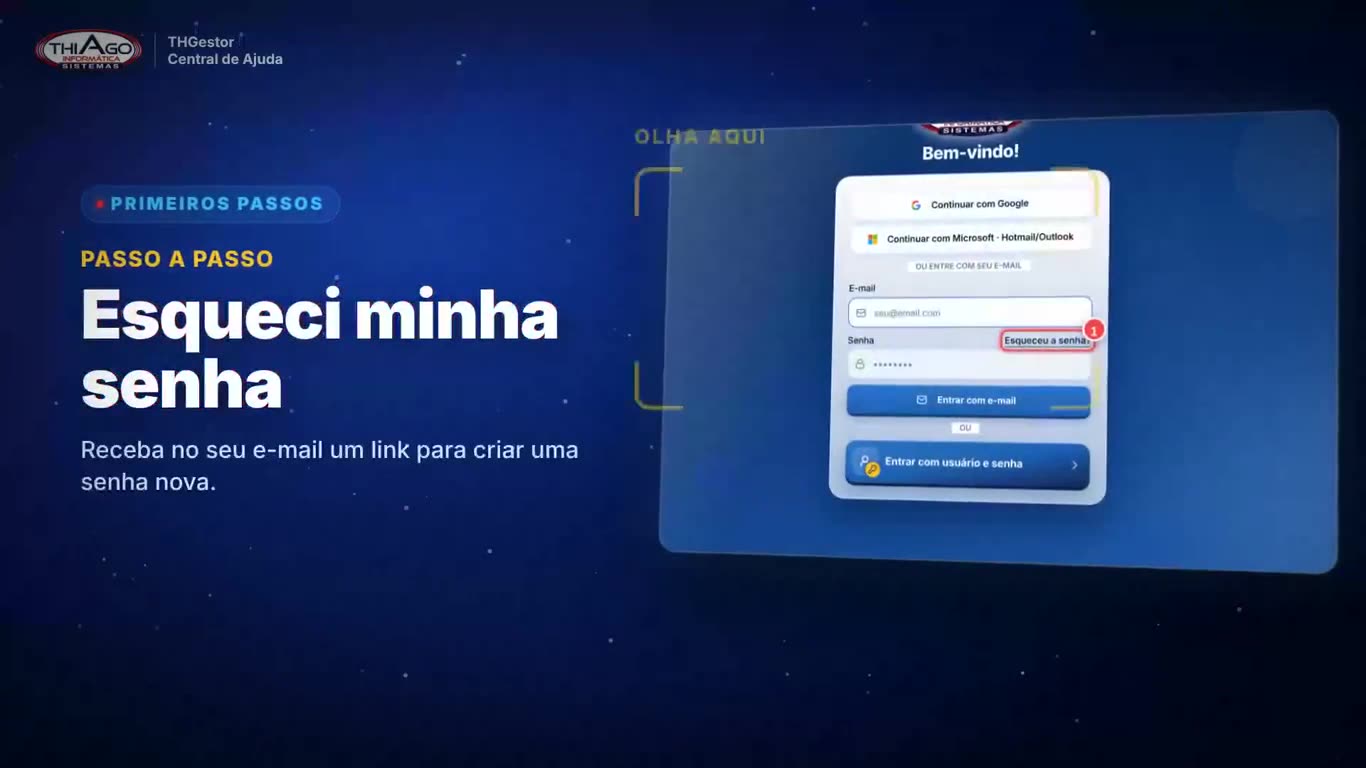 THIAGO
INFORMÁTICA
SISTEMAS
THGestor
Central de Ajuda
PRIMEIROS PASSOS
PASSO A PASSO
Esqueci minha
senha
Receba no seu e-mail um link para criar uma
senha nova.
OLHA AQUI
SISTEMAS
Bem-vindo!
Continuar com Google
Continuar com Microsoft · Hotmail/Outlook
OU ENTRE COM SEU E-MAIL
E-mail
seu@email.com
Senha
Esqueceu a senha?
1
Entrar com e-mail
OU
Entrar com usuário e senha